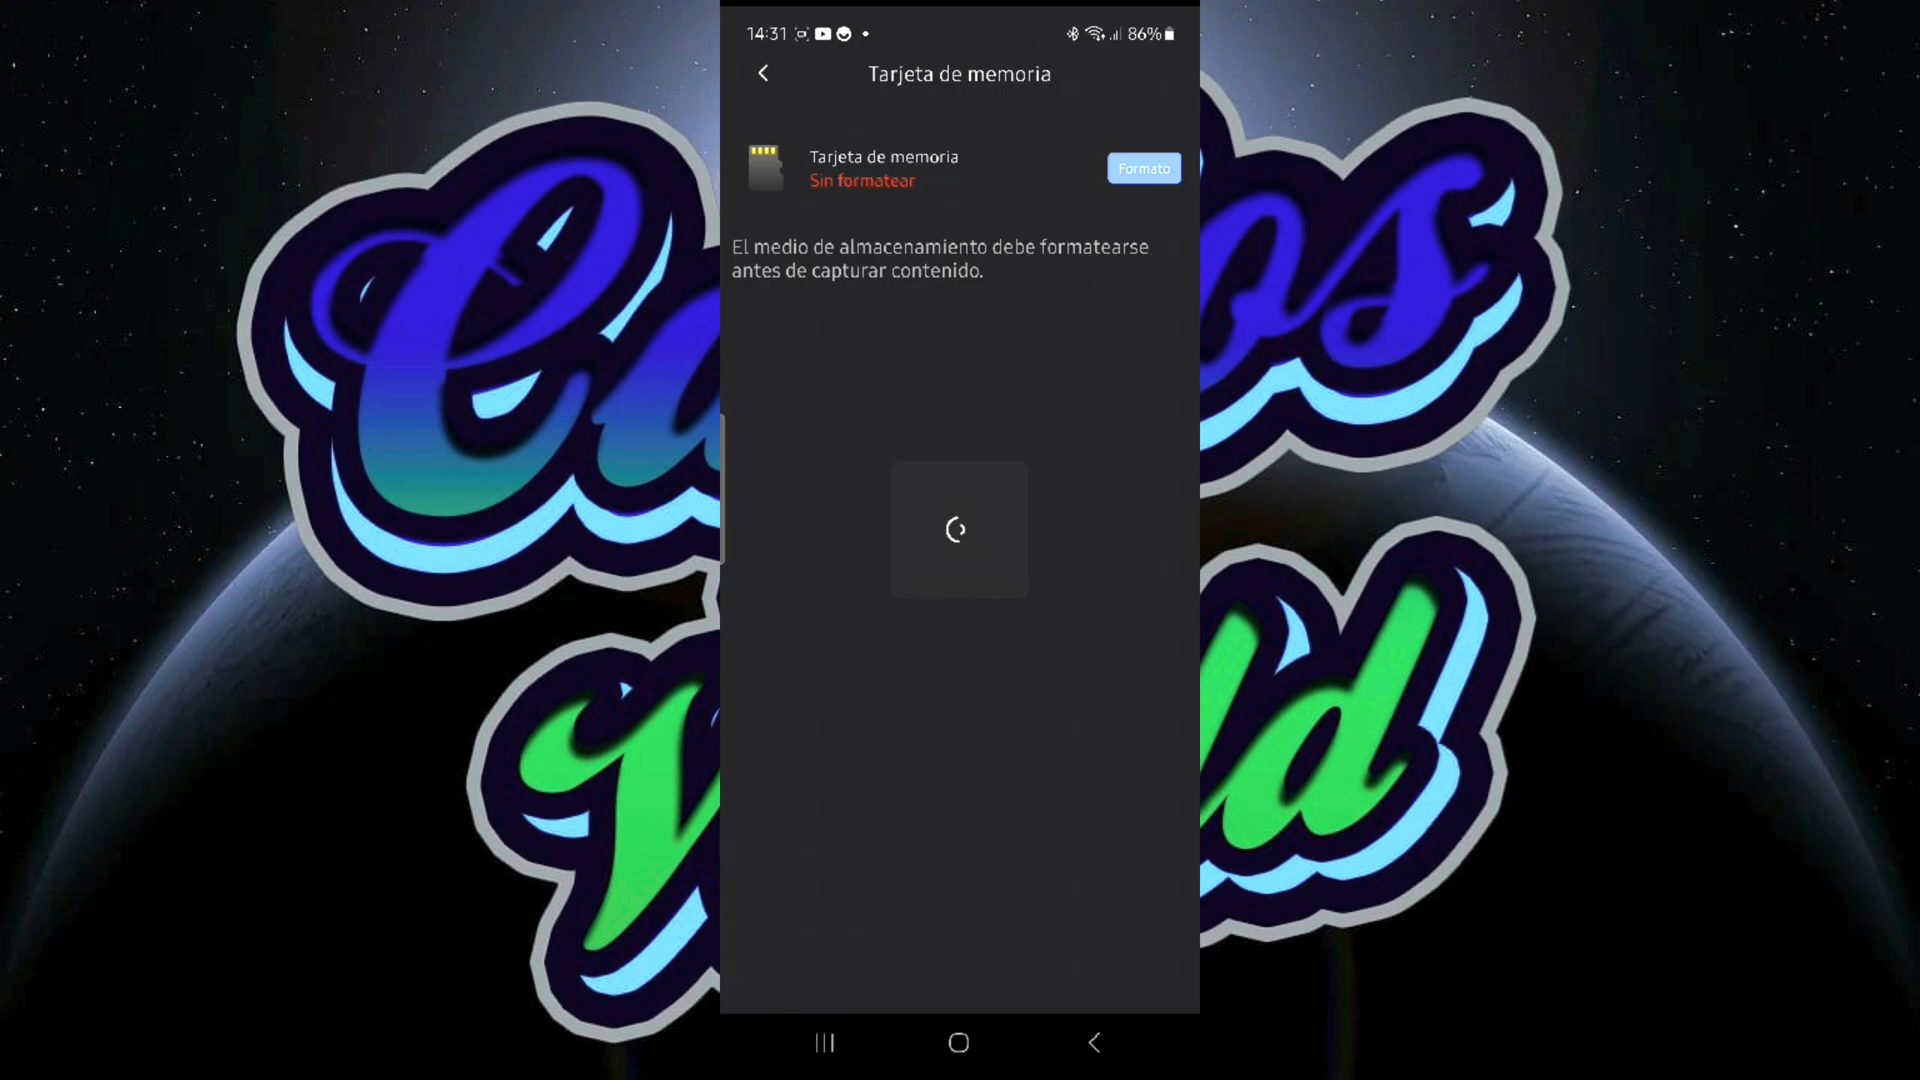 14:31
86%
Tarjeta de memoria
Tarjeta de memoria
Sin formatear
Formato
El medio de almacenamiento debe formatearse
antes de capturar contenido.